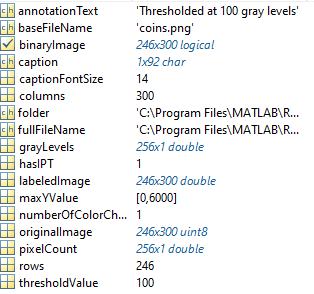 annotationText 'Thresholded at 100 gray levels'
baseFileName 'coins.png'
binaryImage 246x300 logical
caption 1x92 char
captionFontSize 14
columns 300
folder 'C:\Program Files\MATLAB\R...
fullFileName 'C:\Program Files\MATLAB\R...
grayLevels 256x1 double
hasIPT 1
labeledImage 246x300 double
maxYValue [0,6000]
numberOfColorCh... 1
originalImage 246x300 uint8
pixelCount 256x1 double
rows 246
thresholdValue 100